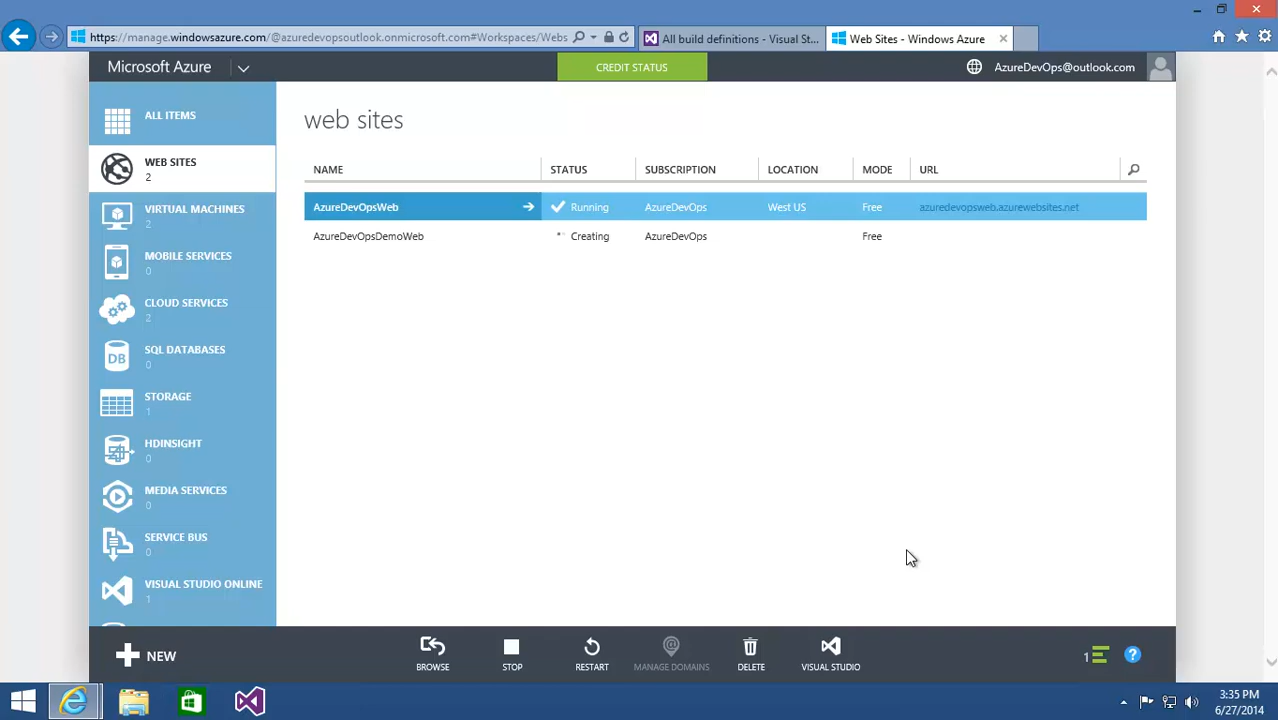 https://manage.windowsazure.com/@azuredevopsoutlook.onmicrosoft.com#Workspaces/Webs
All build definitions - Visual St...
Web Sites - Windows Azure
Microsoft Azure
CREDIT STATUS
AzureDevOps@outlook.com
ALL ITEMS
WEB SITES
2
VIRTUAL MACHINES
2
MOBILE SERVICES
0
CLOUD SERVICES
2
SQL DATABASES
0
DB
STORAGE
1
HDINSIGHT
0
MEDIA SERVICES
0
SERVICE BUS
0
VISUAL STUDIO ONLINE
1
web sites
NAME STATUS SUBSCRIPTION LOCATION MODE URL
AzureDevOpsWeb Running AzureDevOps West US Free azuredevopsweb.azurewebsites.net
AzureDevOpsDemoWeb Creating AzureDevOps Free
NEW
BROWSE
STOP
RESTART
MANAGE DOMAINS
DELETE
VISUAL STUDIO
1
?
3:35 PM
6/27/2014